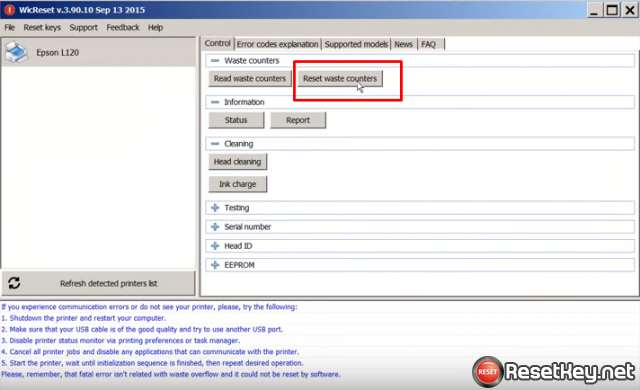 WicReset v.3.90.10 Sep 13 2015
File Reset keys Support Feedback Help
Epson L120
Control Error codes explanation Supported models News FAQ
Waste counters
Read waste counters Reset waste counters
Information
Status Report
Cleaning
Head cleaning
Ink charge
Testing
Serial number
Head ID
EEPROM
Refresh detected printers list
If you experience communication errors or do not see your printer, please, try the following:
1. Shutdown the printer and restart your computer.
2. Make sure that your USB cable is of the good quality and try to use another USB port.
3. Disable printer status monitor via printing preferences or task manager.
4. Cancel all printer jobs and disable any applications that can communicate with the printer.
5. Start the printer, wait until initialization sequence is finished, then repeat desired operation.
Please, remember, that fatal error isn't related with waste overflow and it could not be reset by software.
RESET ResetKey.net